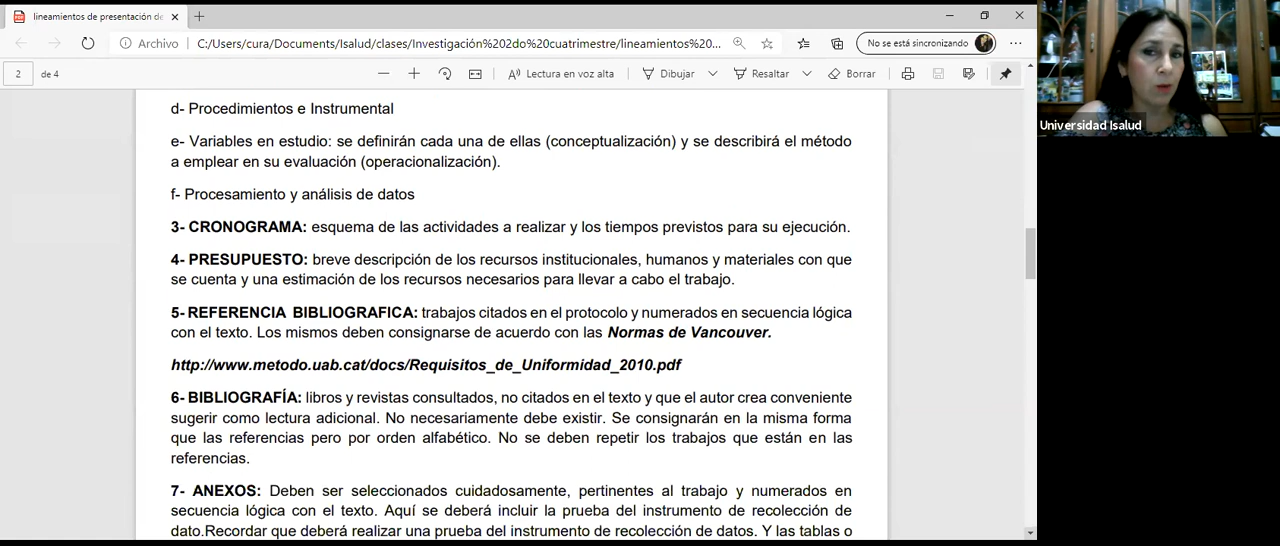 lineamientos de presentación de
Archivo C:/Users/cura/Documents/Isalud/clases/Investigación%202do%20cuatrimestre/lineamientos%20... No se está sincronizando
2 de 4 Lectura en voz alta Dibujar Resaltar Borrar
d- Procedimientos e Instrumental
e- Variables en estudio: se definirán cada una de ellas (conceptualización) y se describirá el método
a emplear en su evaluación (operacionalización).
f- Procesamiento y análisis de datos
3- CRONOGRAMA: esquema de las actividades a realizar y los tiempos previstos para su ejecución.
4- PRESUPUESTO: breve descripción de los recursos institucionales, humanos y materiales con que
se cuenta y una estimación de los recursos necesarios para llevar a cabo el trabajo.
5- REFERENCIA BIBLIOGRAFICA: trabajos citados en el protocolo y numerados en secuencia lógica
con el texto. Los mismos deben consignarse de acuerdo con las Normas de Vancouver.
http://www.metodo.uab.cat/docs/Requisitos_de_Uniformidad_2010.pdf
6- BIBLIOGRAFÍA: libros y revistas consultados, no citados en el texto y que el autor crea conveniente
sugerir como lectura adicional. No necesariamente debe existir. Se consignarán en la misma forma
que las referencias pero por orden alfabético. No se deben repetir los trabajos que están en las
referencias.
7- ANEXOS: Deben ser seleccionados cuidadosamente, pertinentes al trabajo y numerados en
secuencia lógica con el texto. Aquí se deberá incluir la prueba del instrumento de recolección de
dato.Recordar que deberá realizar una prueba del instrumento de recolección de datos. Y las tablas o
Universidad Isalud